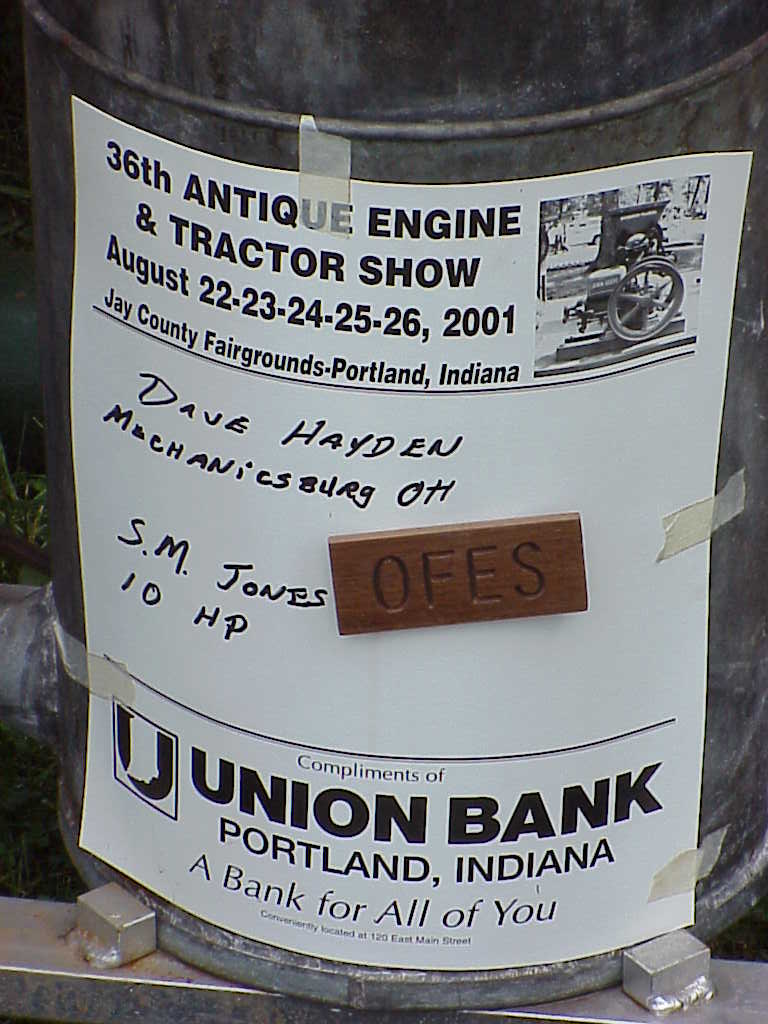 36th ANTIQUE ENGINE
& TRACTOR SHOW
August 22-23-24-25-26, 2001
Jay County Fairgrounds-Portland, Indiana
DAVE HAYDEN
MECHANICSBURG OH
S.M. JONES
10 HP
OFES
Compliments of
UNION BANK
PORTLAND, INDIANA
A Bank for All of You
Conveniently located at 120 East Main Street